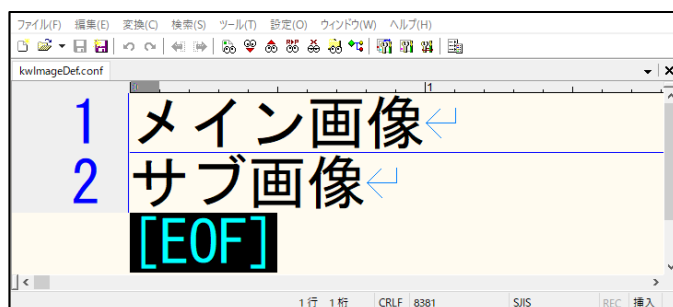 ファイル(F) 編集(E) 変換(C) 検索(S) ツール(T) 設定(O) ウィンドウ(W) ヘルプ(H)
kwImageDef.conf
0 1
1 メイン画像
2 サブ画像
[EOF]
1行 1桁 CRLF 8381 SJIS REC 挿入